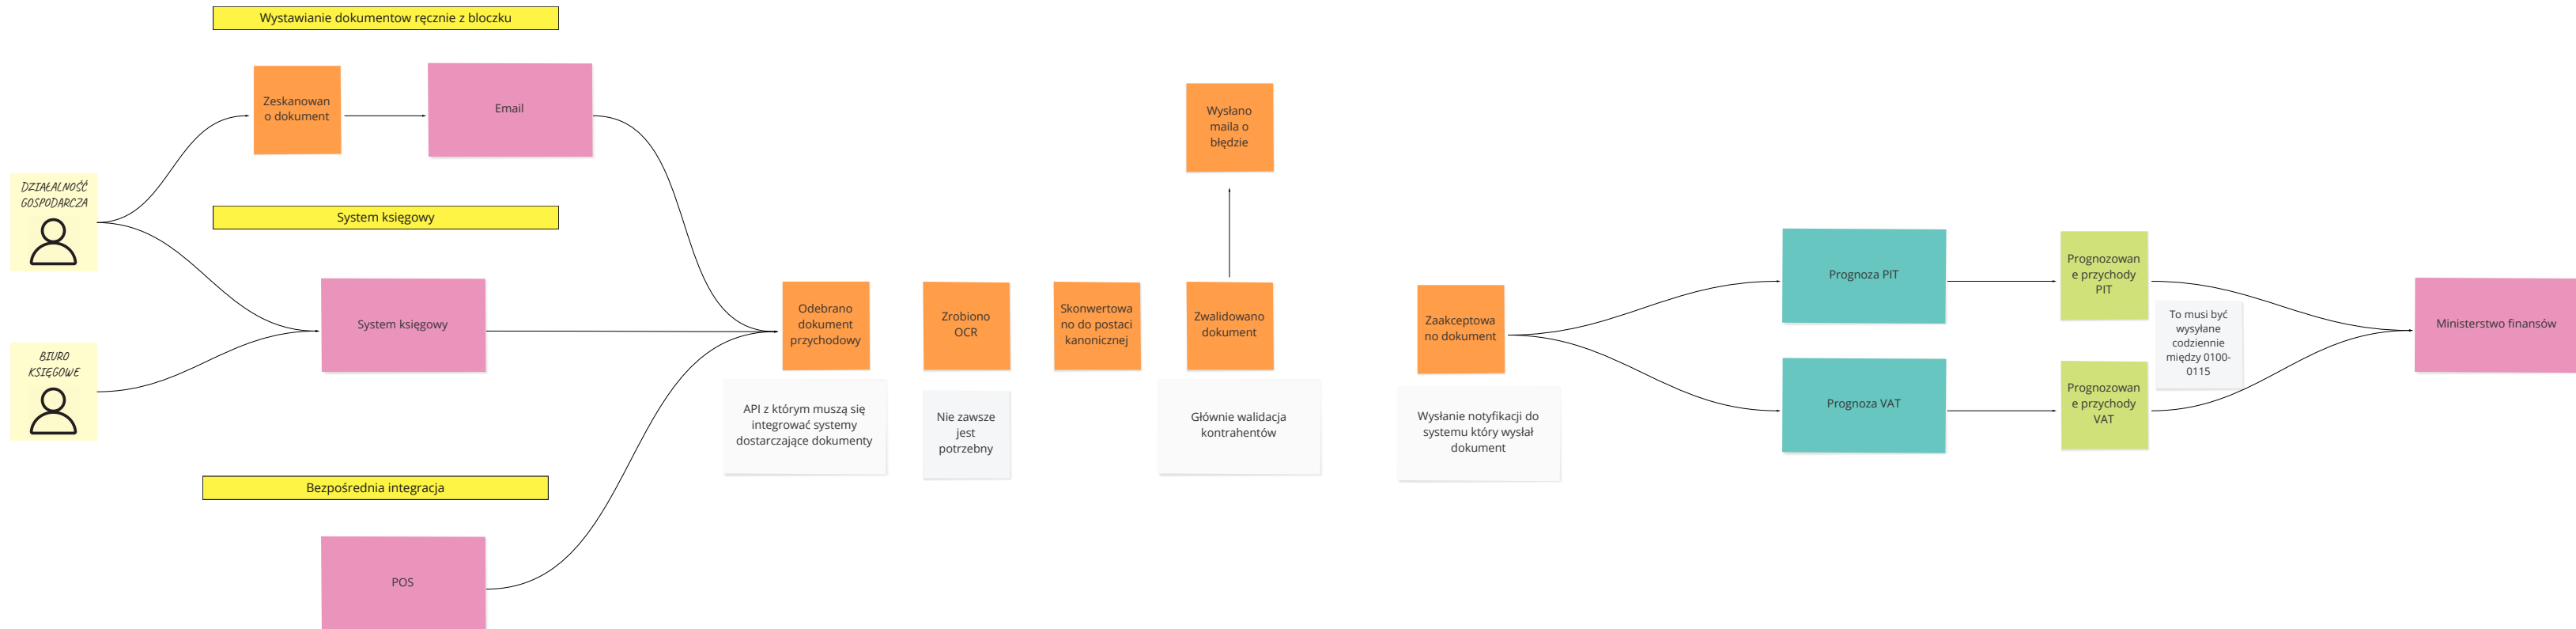 Wystawianie dokumentow ręcznie z bloczku
Zeskanowan
o dokument
Email
DZIAŁALNOŚĆ
GOSPODARCZA
System księgowy
System księgowy
BIURO
KSIĘGOWE
Bezpośrednia integracja
POS
Odebrano
dokument
przychodowy
API z którym muszą się
integrować systemy
dostarczające dokumenty
Zrobiono
OCR
Nie zawsze
jest
potrzebny
Skonwertowa
no do postaci
kanonicznej
Wysłano
maila o
błędzie
Zwalidowano
dokument
Głównie walidacja
kontrahentów
Zaakceptowa
no dokument
Wysłanie notyfikacji do
systemu który wysłał
dokument
Prognoza PIT
Prognoza VAT
Prognozowan
e przychody
PIT
Prognozowan
e przychody
VAT
To musi być
wysyłane
codziennie
między 0100-
0115
Ministerstwo finansów